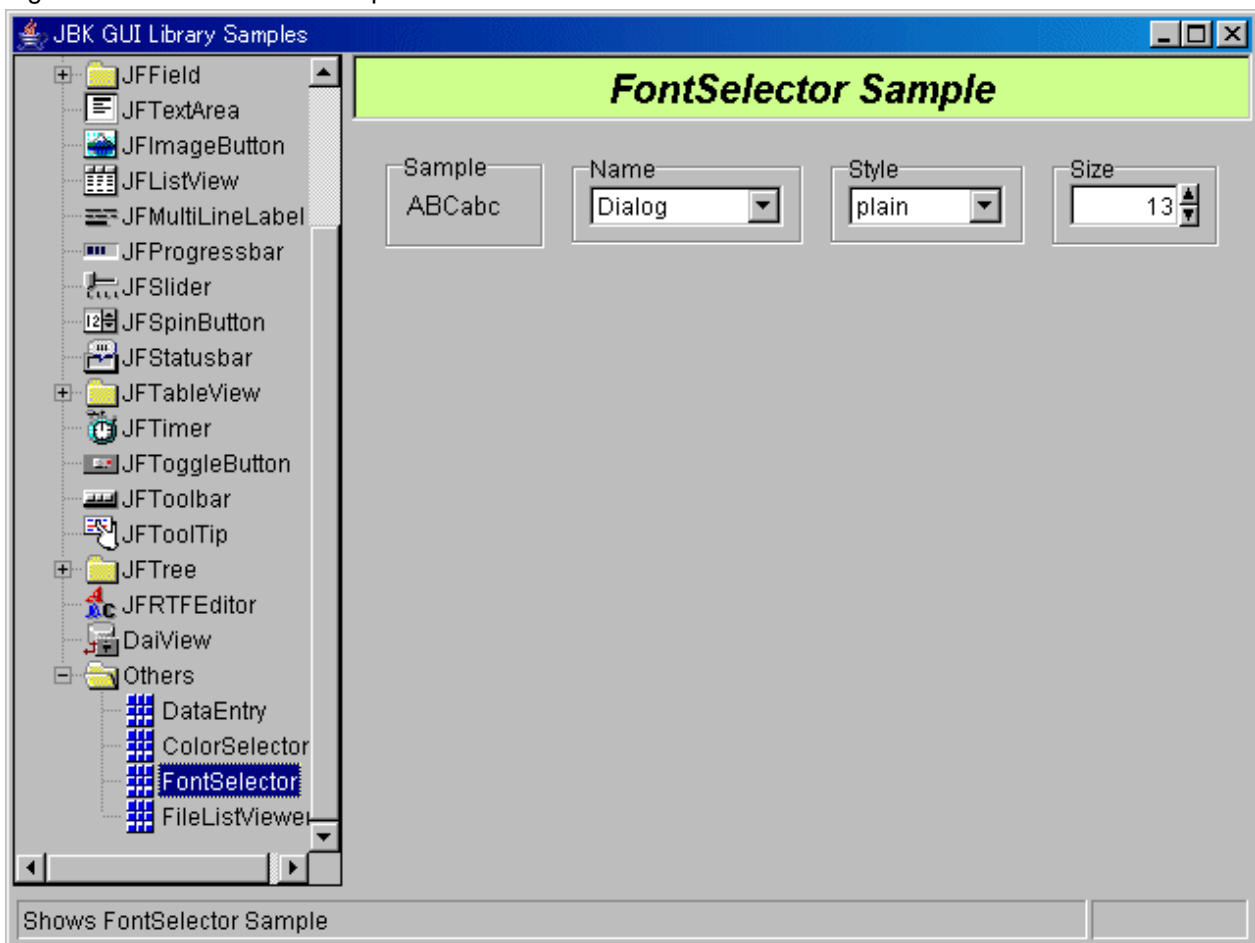 JBK GUI Library Samples
JFField
JFTextArea
JFImageButton
JFListView
JFMultiLineLabel
JFProgressbar
JFSlider
JFSpinButton
JFStatusbar
JFTableView
JFTimer
JFToggleButton
JFToolbar
JFToolTip
JFTree
JFRTFEditor
DaiView
Others
DataEntry
ColorSelector
FontSelector
FileListViewer
FontSelector Sample
Sample
ABCabc
Name
Dialog
Style
plain
Size
13
Shows FontSelector Sample